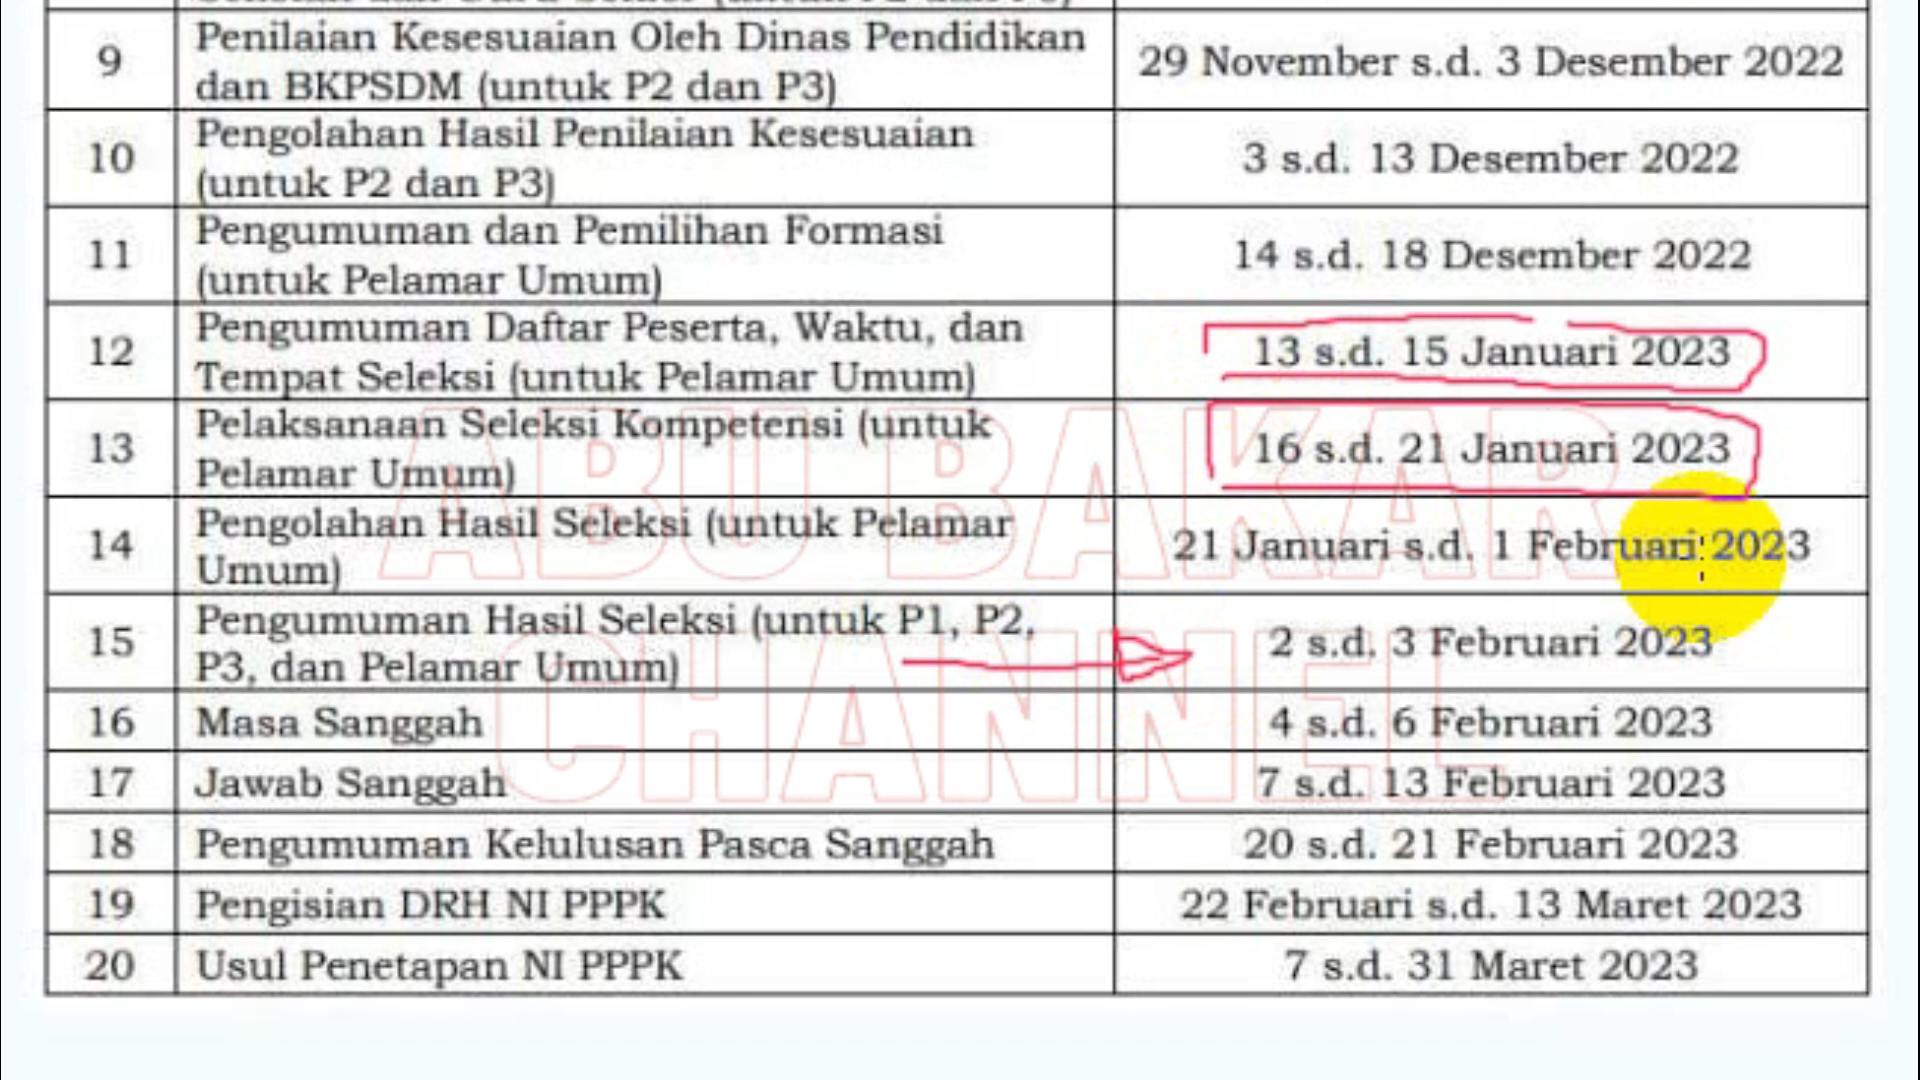 9 Penilaian Kesesuaian Oleh Dinas Pendidikan
dan BKPSDM (untuk P2 dan P3) 29 November s.d. 3 Desember 2022
10 Pengolahan Hasil Penilaian Kesesuaian
(untuk P2 dan P3) 3 s.d. 13 Desember 2022
11 Pengumuman dan Pemilihan Formasi
(untuk Pelamar Umum) 14 s.d. 18 Desember 2022
12 Pengumuman Daftar Peserta, Waktu, dan
Tempat Seleksi (untuk Pelamar Umum) 13 s.d. 15 Januari 2023
13 Pelaksanaan Seleksi Kompetensi (untuk
Pelamar Umum) 16 s.d. 21 Januari 2023
14 Pengolahan Hasil Seleksi (untuk Pelamar
Umum) 21 Januari s.d. 1 Februari 2023
15 Pengumuman Hasil Seleksi (untuk P1, P2,
P3, dan Pelamar Umum) 2 s.d. 3 Februari 2023
16 Masa Sanggah 4 s.d. 6 Februari 2023
17 Jawab Sanggah 7 s.d. 13 Februari 2023
18 Pengumuman Kelulusan Pasca Sanggah 20 s.d. 21 Februari 2023
19 Pengisian DRH NI PPPK 22 Februari s.d. 13 Maret 2023
20 Usul Penetapan NI PPPK 7 s.d. 31 Maret 2023
ABU BAKAR
CHANNEL